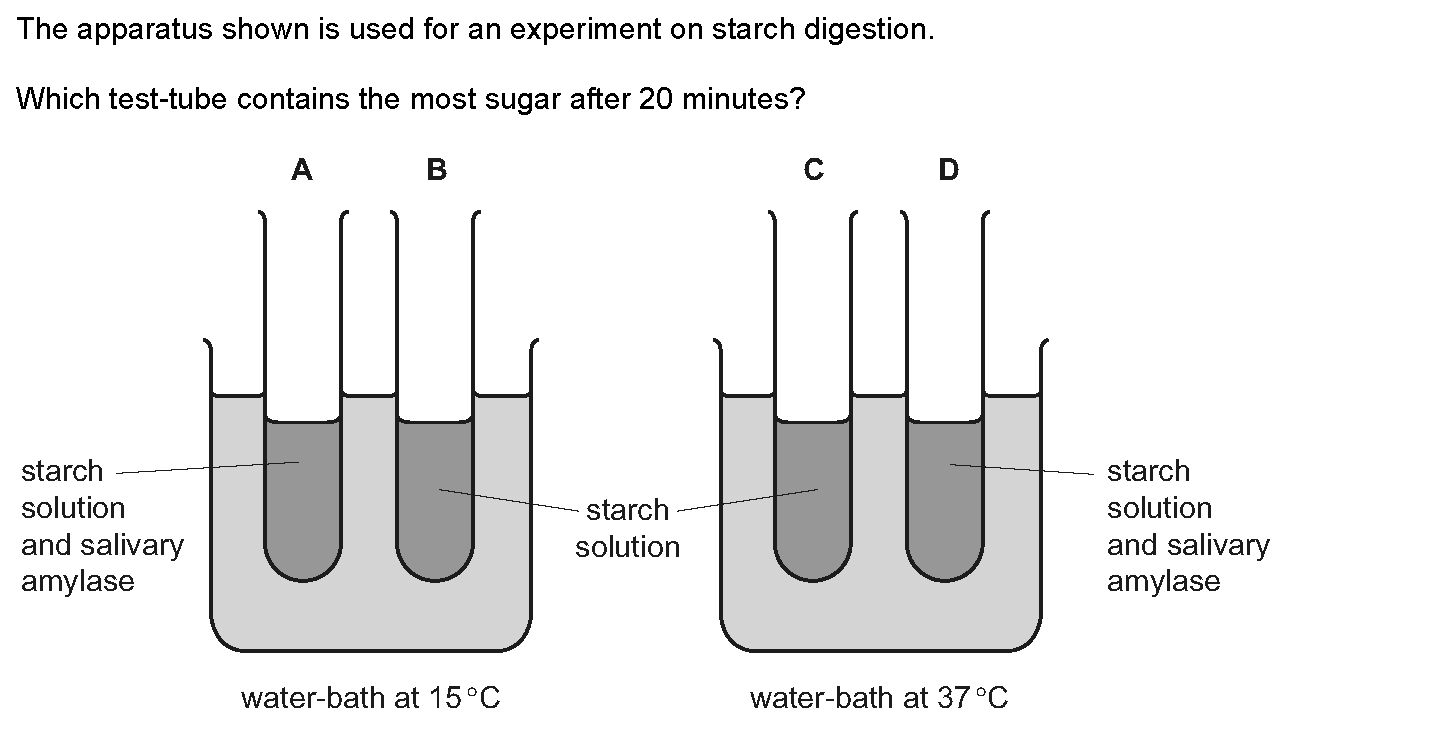 The apparatus shown is used for an experiment on starch digestion.
Which test-tube contains the most sugar after 20 minutes?
A B C D
starch
solution
and salivary
amylase
starch
solution
starch
solution
and salivary
amylase
water-bath at 15 °C
water-bath at 37 °C